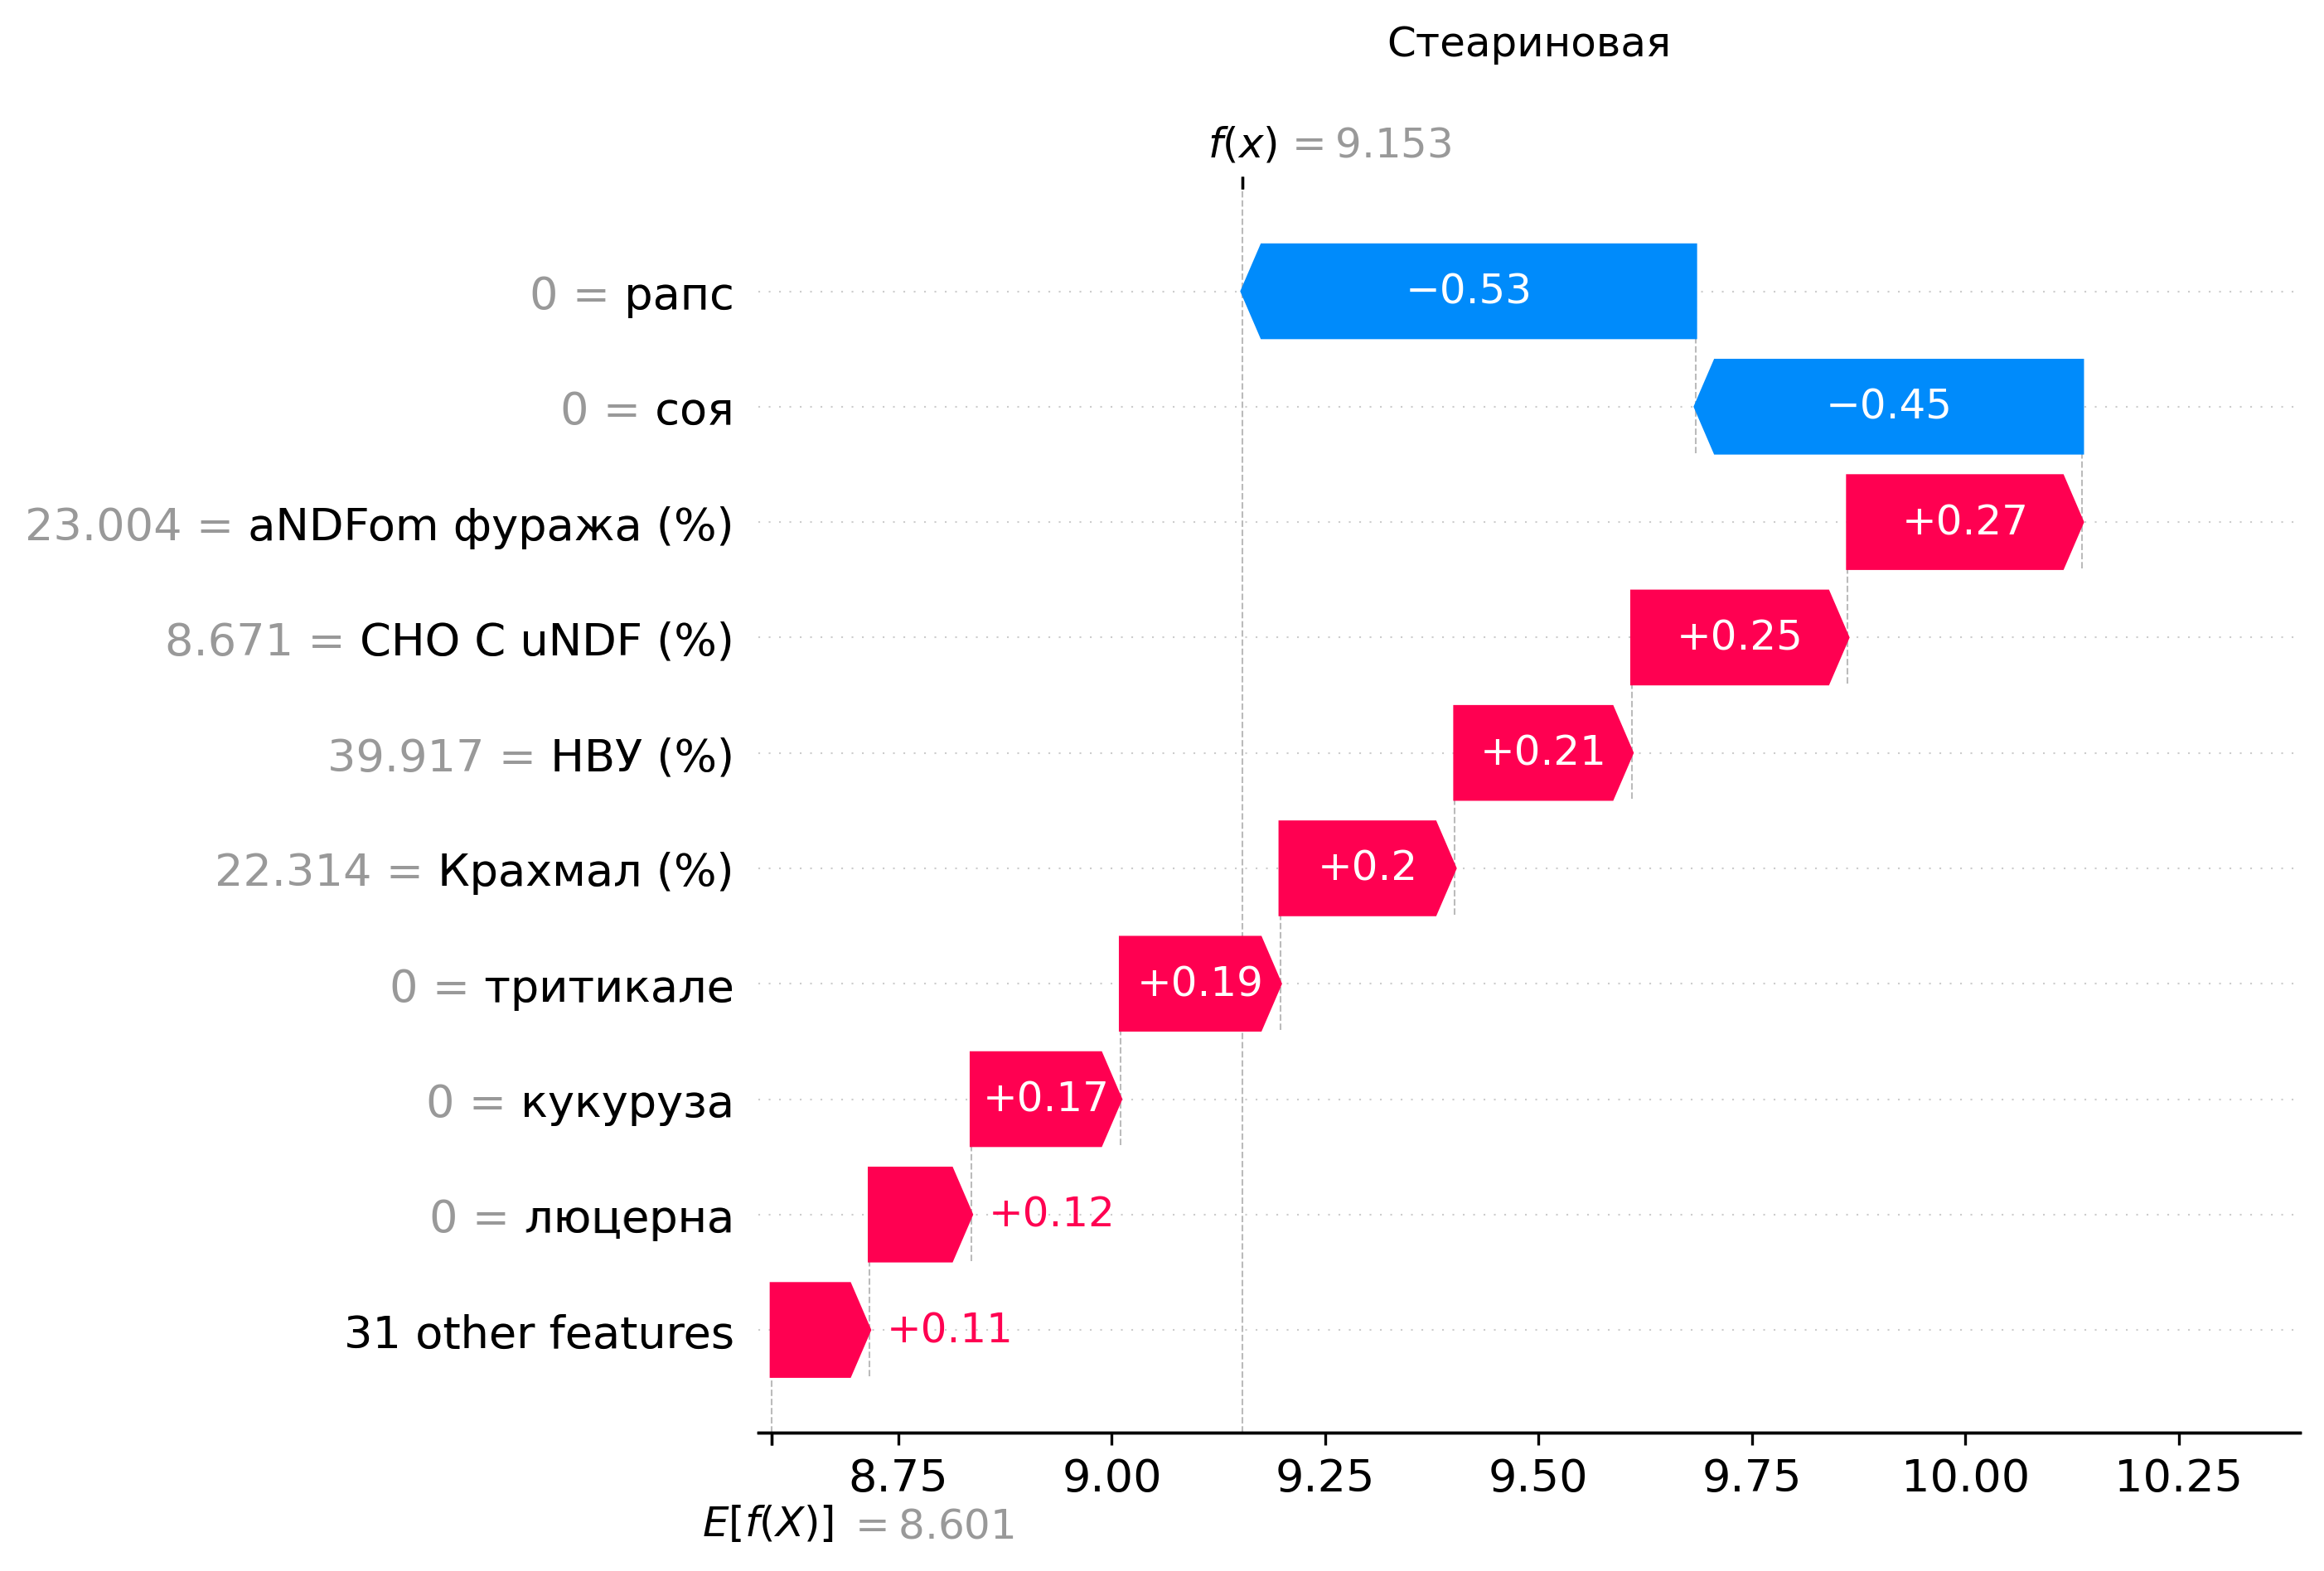 Стеариновая
f(x) = 9.153
0 = рапс
−0.53
0 = соя
−0.45
23.004 = aNDFom фуража (%)
+0.27
8.671 = CHO C uNDF (%)
+0.25
39.917 = НВУ (%)
+0.21
22.314 = Крахмал (%)
+0.2
0 = тритикале
+0.19
0 = кукуруза
+0.17
0 = люцерна
+0.12
31 other features
+0.11
8.75 9.00 9.25 9.50 9.75 10.00 10.25
E[f(X)] = 8.601